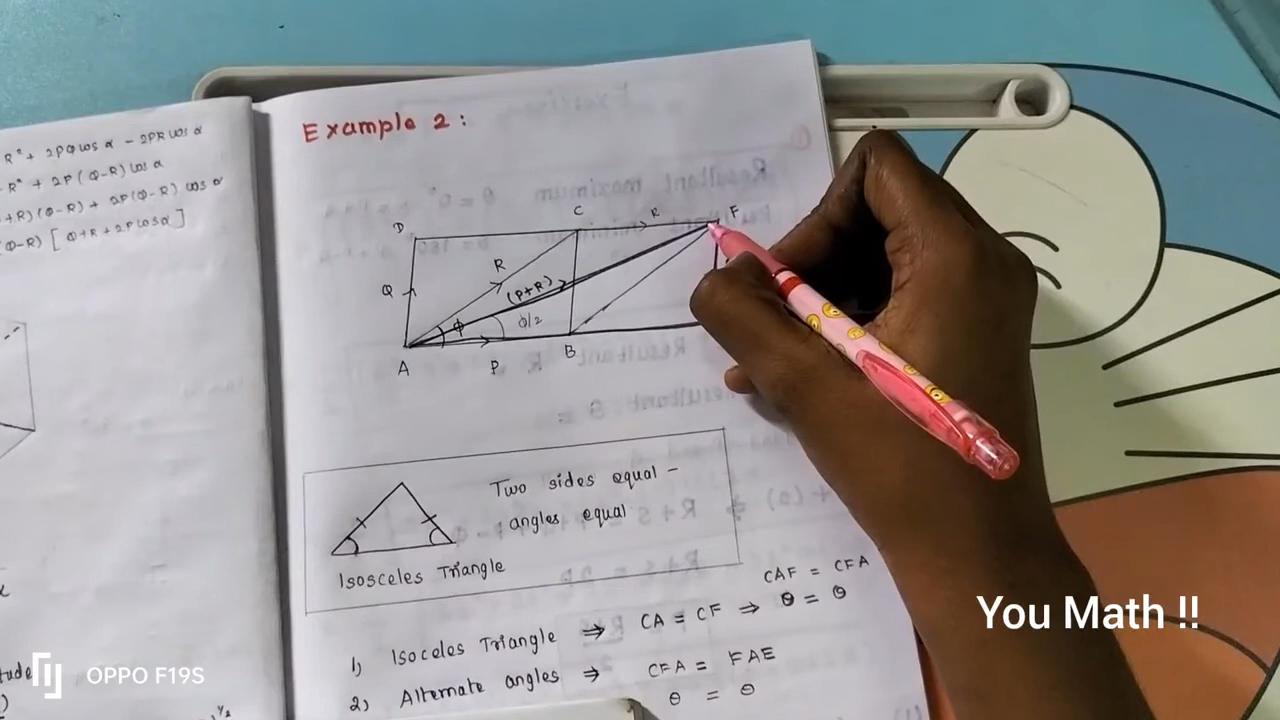 R² + 2PQ cos α - 2PR cos α
- R² + 2P (Q-R) cos α
+R) (Q-R) + 2P(Q-R) cos α
(Q-R) [ Q+R + 2P cos α ]
Example 2 :
D
C
R
F
Q
R
(P+R)
ϕ
ϕ/2
A
P
B
Two sides equal -
angles equal
Isosceles Triangle
CAF = CFA
1) Isoceles Triangle ⇒ CA = CF ⇒ θ = θ
2) Alternate angles ⇒ CFA = FAE
θ = θ
You Math !!
OPPO F19S